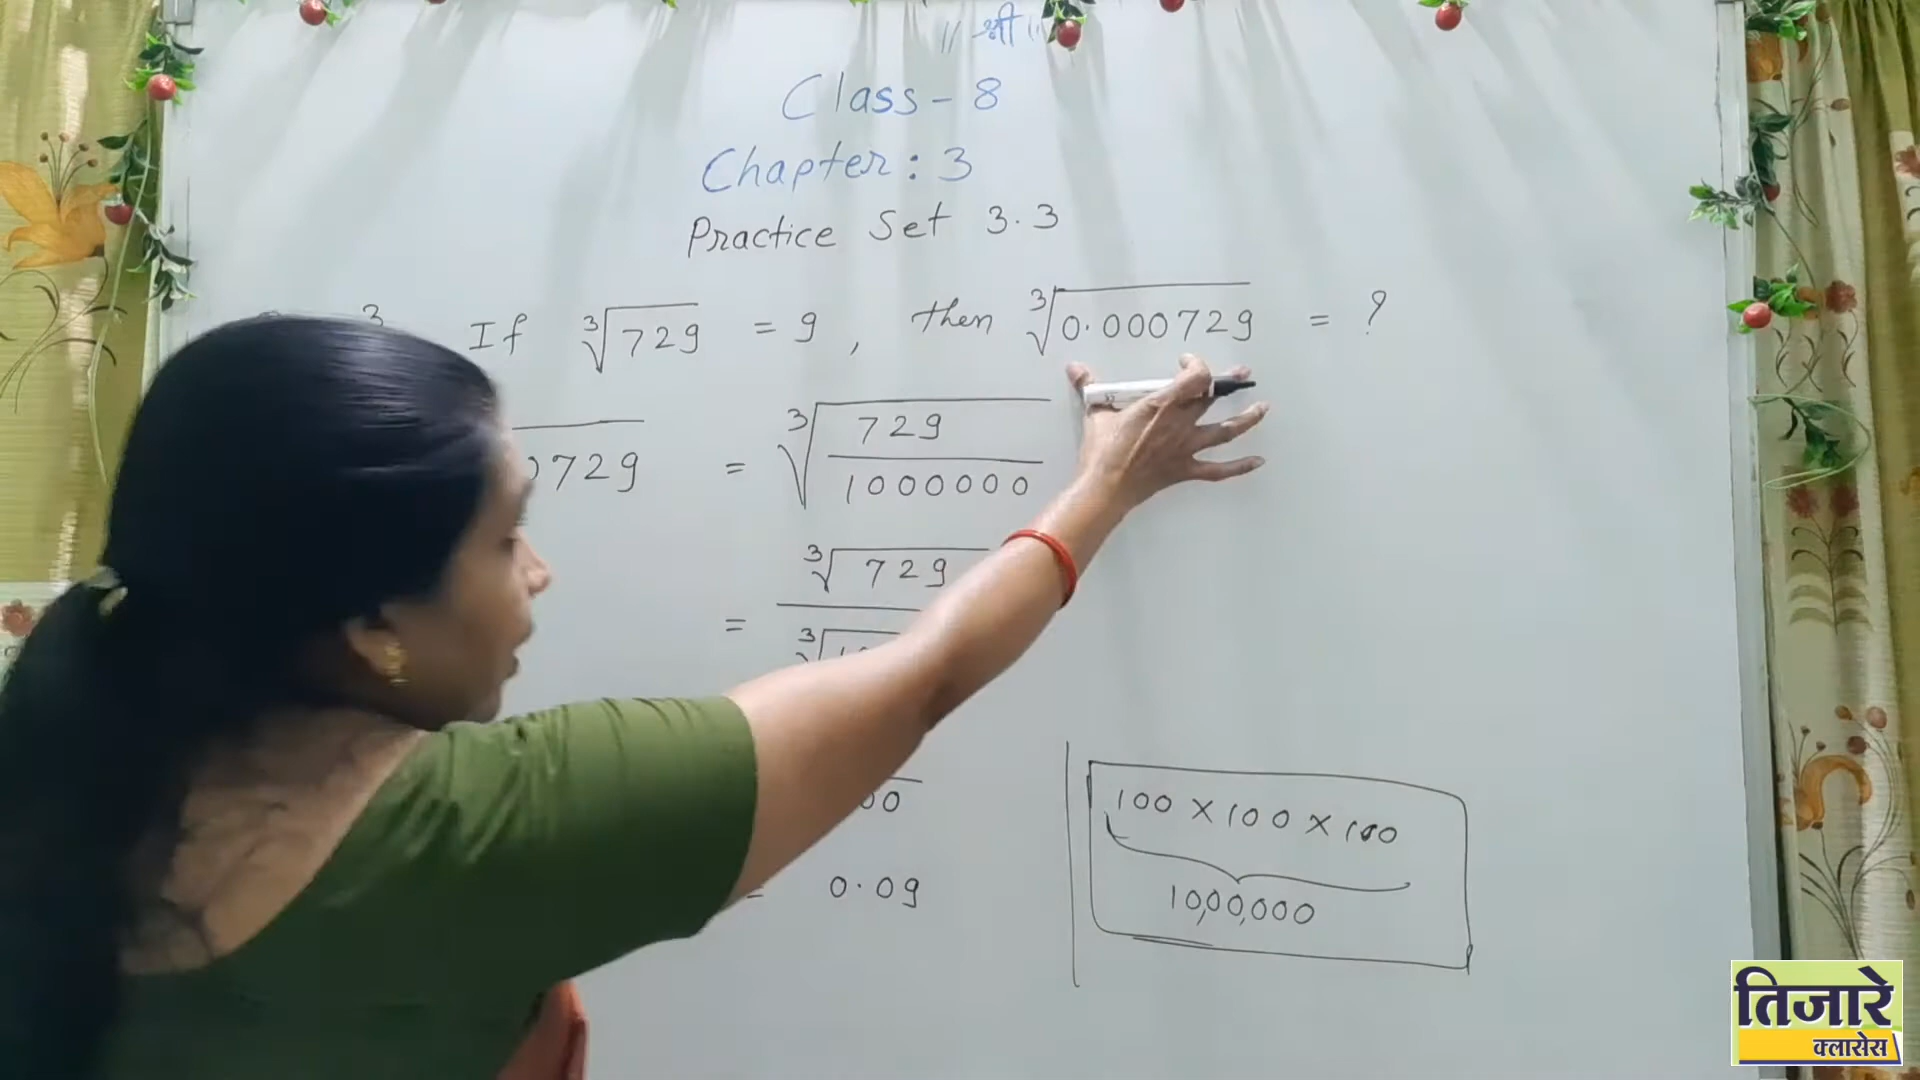 ॥ श्री ॥
Class - 8
Chapter : 3
Practice Set 3.3
3 If ∛729 = 9 , then ∛0.000729 = ?
0729 = ∛(729
1000000)
= ∛729
∛
00
= 0.09
100 × 100 × 100
10,00,000
तिजारे
क्लासेस